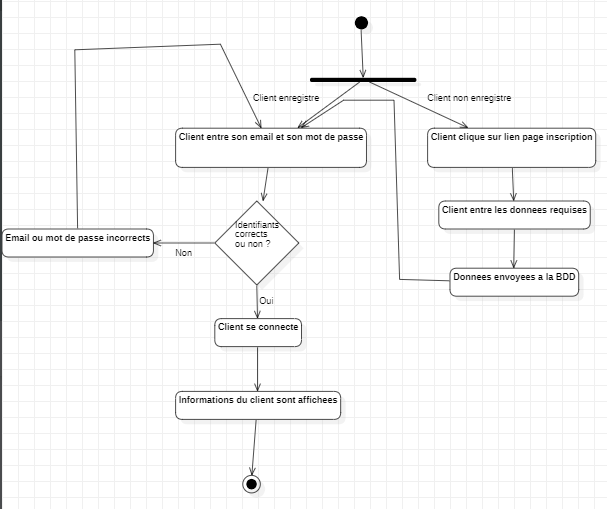 Client enregistre
Client non enregistre
Client entre son email et son mot de passe
Client clique sur lien page inscription
Client entre les donnees requises
Identifiants
corrects
ou non ?
Email ou mot de passe incorrects
Non
Donnees envoyees a la BDD
Oui
Client se connecte
Informations du client sont affichees